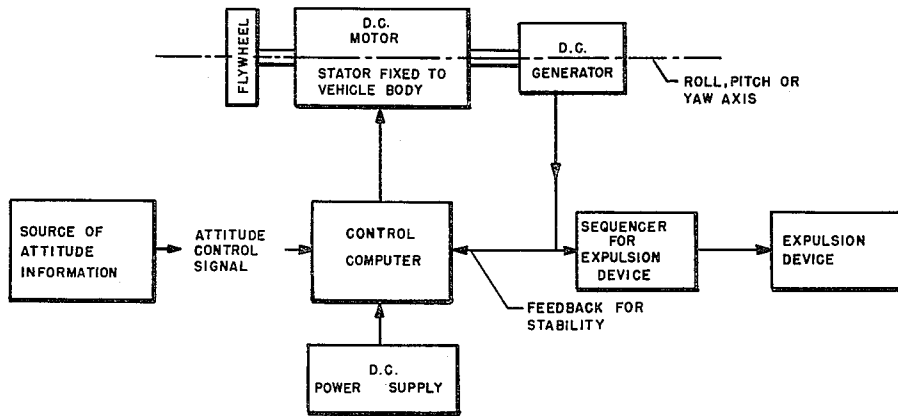 FLYWHEEL
D.C.
MOTOR
STATOR FIXED TO
VEHICLE BODY
D.C.
GENERATOR
ROLL, PITCH OR
YAW AXIS
SOURCE OF
ATTITUDE
INFORMATION
ATTITUDE
CONTROL
SIGNAL
CONTROL
COMPUTER
SEQUENCER
FOR
EXPULSION
DEVICE
EXPULSION
DEVICE
FEEDBACK FOR
STABILITY
D.C.
POWER SUPPLY